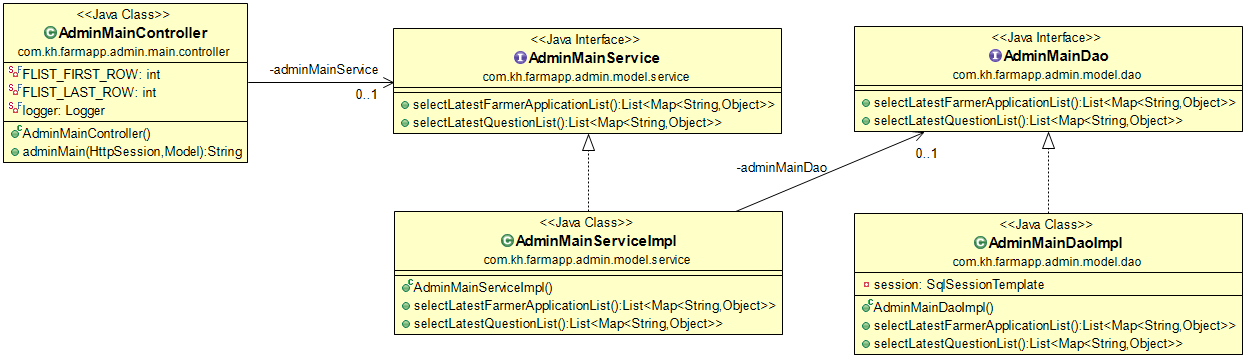 <<Java Class>>
AdminMainController
com.kh.farmapp.admin.main.controller
FLIST_FIRST_ROW: int
FLIST_LAST_ROW: int
logger: Logger
AdminMainController()
adminMain(HttpSession,Model):String
-adminMainService
0..1
<<Java Interface>>
AdminMainService
com.kh.farmapp.admin.model.service
selectLatestFarmerApplicationList():List<Map<String,Object>>
selectLatestQuestionList():List<Map<String,Object>>
<<Java Interface>>
AdminMainDao
com.kh.farmapp.admin.model.dao
selectLatestFarmerApplicationList():List<Map<String,Object>>
selectLatestQuestionList():List<Map<String,Object>>
-adminMainDao
0..1
<<Java Class>>
AdminMainServiceImpl
com.kh.farmapp.admin.model.service
AdminMainServiceImpl()
selectLatestFarmerApplicationList():List<Map<String,Object>>
selectLatestQuestionList():List<Map<String,Object>>
<<Java Class>>
AdminMainDaoImpl
com.kh.farmapp.admin.model.dao
session: SqlSessionTemplate
AdminMainDaoImpl()
selectLatestFarmerApplicationList():List<Map<String,Object>>
selectLatestQuestionList():List<Map<String,Object>>